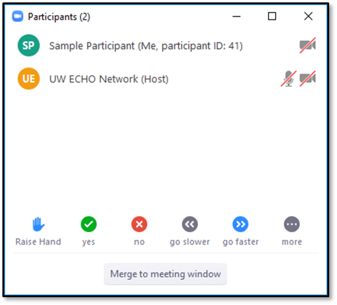 Participants (2)
SP Sample Participant (Me, participant ID: 41)
UE UW ECHO Network (Host)
Raise Hand yes no go slower go faster more
Merge to meeting window